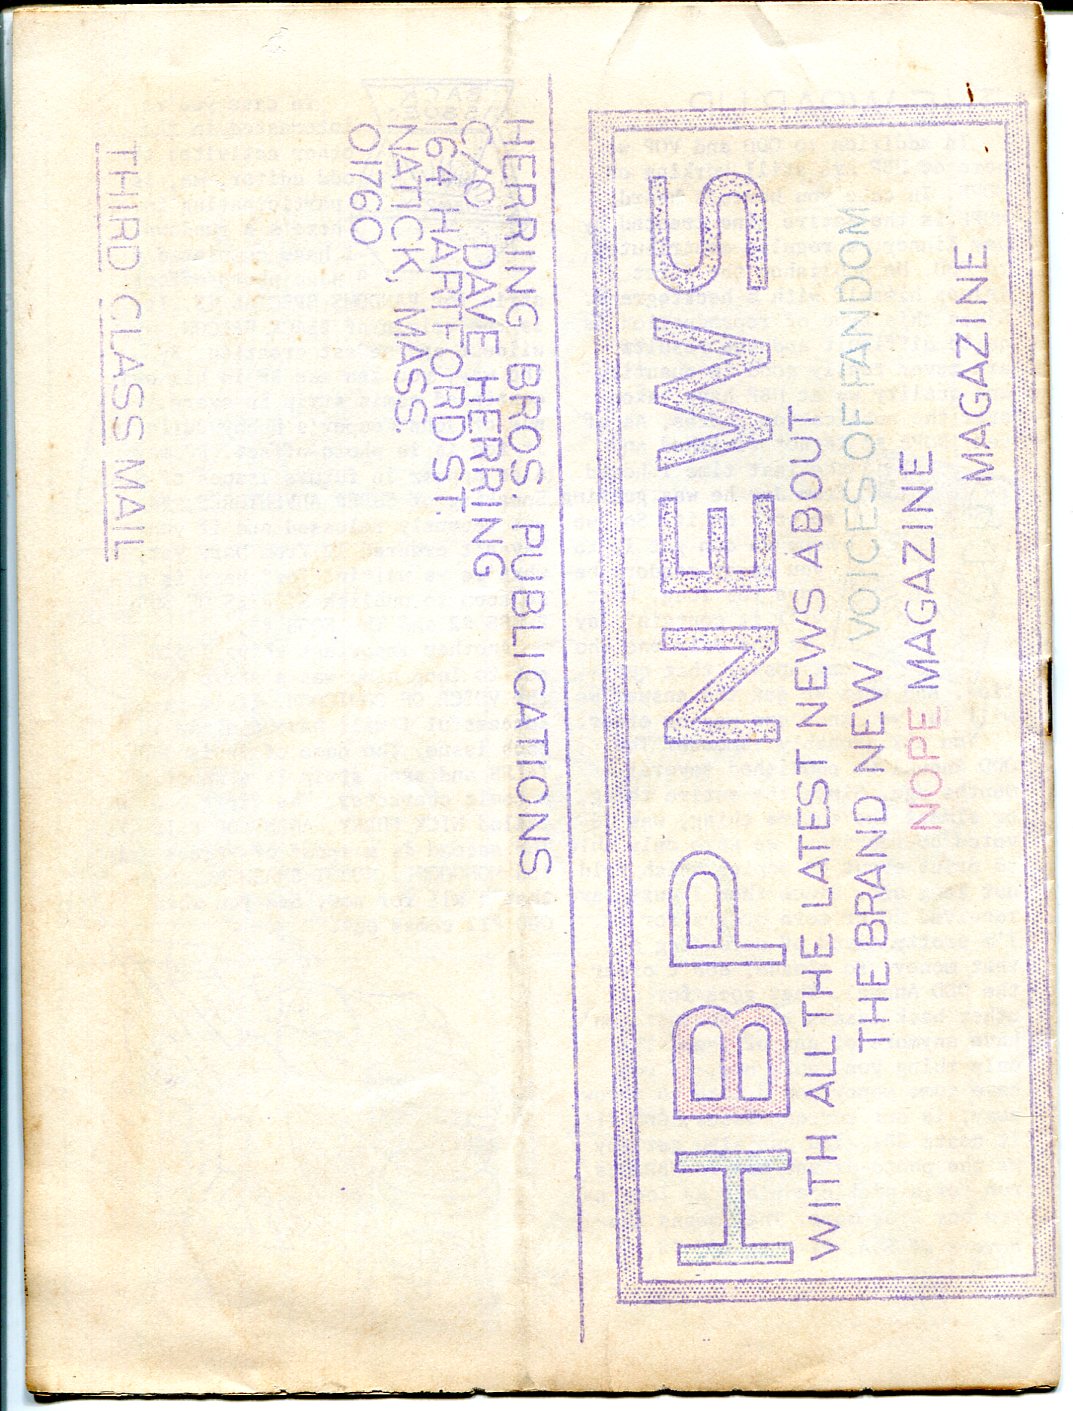 HBP NEWS
WITH ALL THE LATEST NEWS ABOUT
THE BRAND NEW VOICES OF FANDOM
NOPE MAGAZINE
MAGAZINE
HERRING BROS. PUBLICATIONS
C/O DAVE HERRING
164 HARTFORD ST.
NATICK, MASS.
01760
THIRD CLASS MAIL